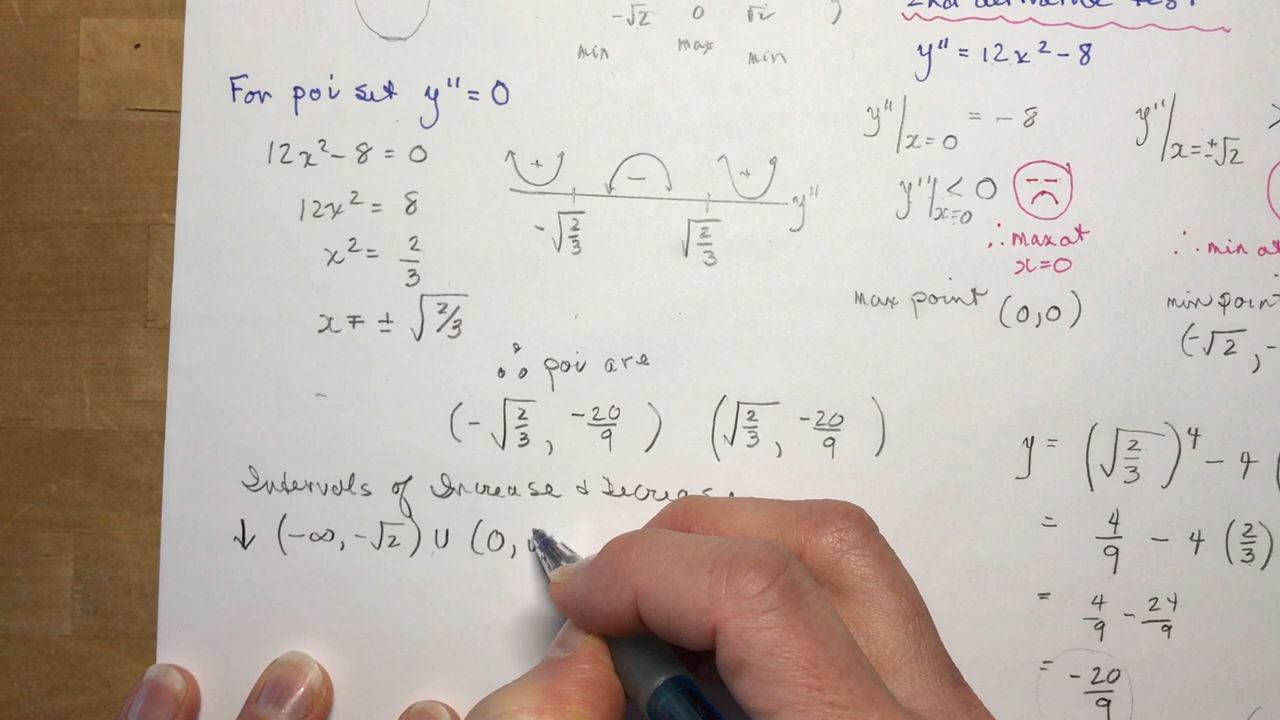 -√2 0 √2
min max min
2nd derivative test
y'' = 12x² - 8
For poi set y'' = 0
12x² - 8 = 0
12x² = 8
x² = 2/3
x = ± √2/3
+ - +
-√2/3 √2/3 y''
y''|x=0 = -8
y''|x=0 < 0
∴ max at
x=0
max point (0,0)
y''|x=±√2 >
∴ min at
min point
(-√2, -
∴ poi are
(-√2/3, -20/9) (√2/3, -20/9)
y = (√2/3)⁴ - 4
= 4/9 - 4 (2/3)
= 4/9 - 24/9
= -20/9
Intervals of Increase & Decrease
↓ (-∞, -√2) ∪ (0,